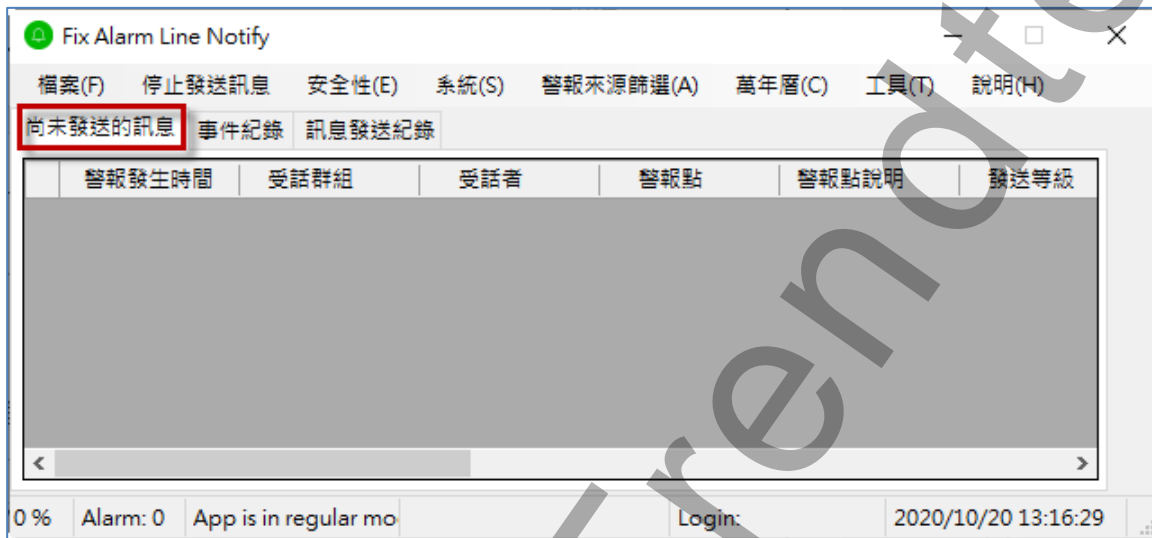 Fix Alarm Line Notify
檔案(F) 停止發送訊息 安全性(E) 系統(S) 警報來源篩選(A) 萬年曆(C) 工具(T) 說明(H)
尚未發送的訊息 事件紀錄 訊息發送紀錄
警報發生時間 受話群組 受話者 警報點 警報點說明 發送等級
0 % Alarm: 0 App is in regular mo Login: 2020/10/20 13:16:29
Trendte